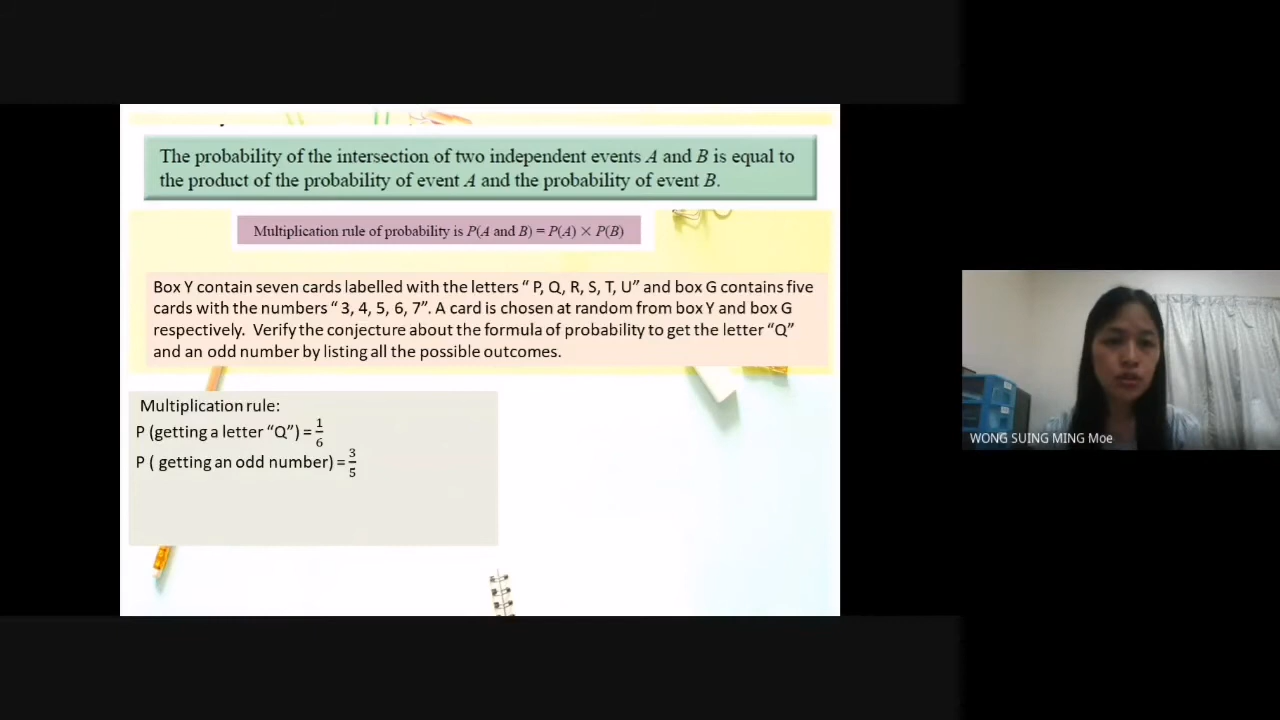 The probability of the intersection of two independent events A and B is equal to
the product of the probability of event A and the probability of event B.
Multiplication rule of probability is P(A and B) = P(A) × P(B)
Box Y contain seven cards labelled with the letters “ P, Q, R, S, T, U” and box G contains five
cards with the numbers “ 3, 4, 5, 6, 7”. A card is chosen at random from box Y and box G
respectively. Verify the conjecture about the formula of probability to get the letter “Q”
and an odd number by listing all the possible outcomes.
Multiplication rule:
P (getting a letter “Q”) = 1/6
P ( getting an odd number) = 3/5
WONG SUING MING Moe